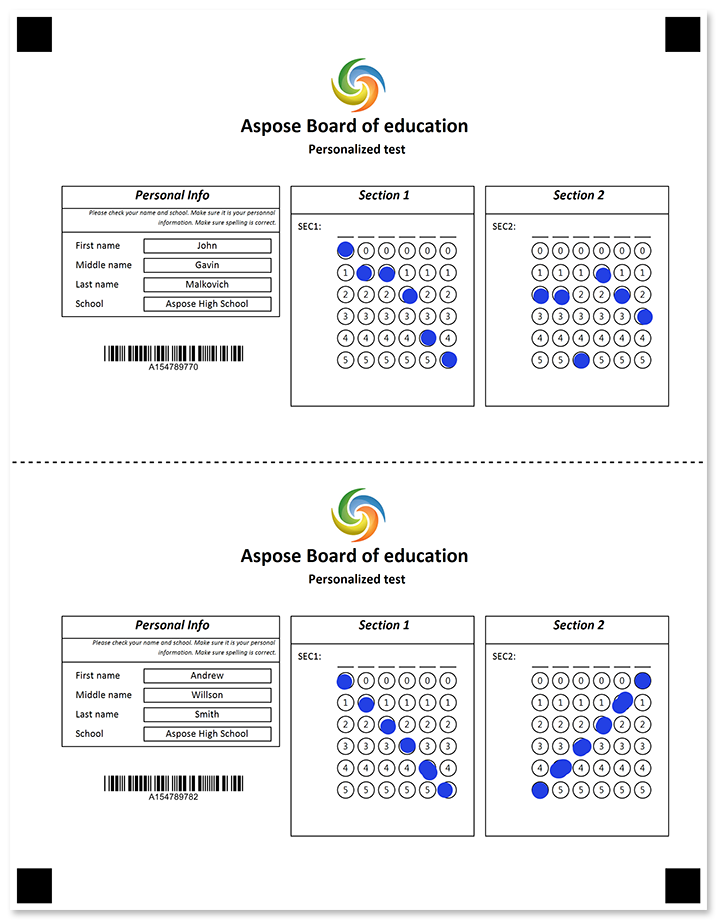 Aspose Board of education
Personalized test
Personal Info
Please check your name and school. Make sure it is your personnal
information. Make sure spelling is correct.
First name John
Middle name Gavin
Last name Malkovich
School Aspose High School
A154789770
Section 1
SEC1:
0 0 0 0 0
1 1 1 1
2 2 2 2 2
3 3 3 3 3 3
4 4 4 4 4
5 5 5 5 5
Section 2
SEC2:
0 0 0 0 0 0
1 1 1 1 1
2 2 2
3 3 3 3 3
4 4 4 4 4 4
5 5 5 5 5
Aspose Board of education
Personalized test
Personal Info
Please check your name and school. Make sure it is your personal
information. Make sure spelling is correct.
First name Andrew
Middle name Willson
Last name Smith
School Aspose High School
A154789782
Section 1
SEC1:
0 0 0 0 0
1 1 1 1 1
2 2 2 2 2
3 3 3 3 3
4 4 4 4 4
5 5 5 5 5
Section 2
SEC2:
0 0 0 0 0
1 1 1 1 1
2 2 2 2 2
3 3 3 3 3
4 4 4 4 4
5 5 5 5 5